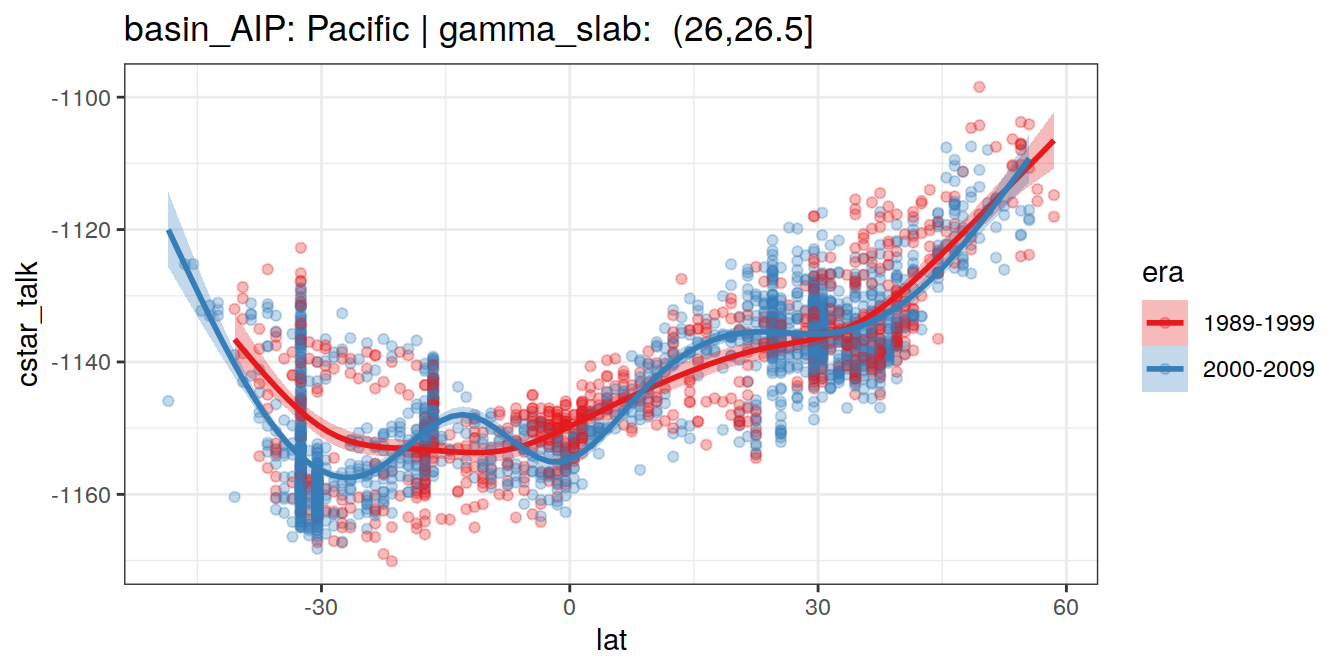 basin_AIP: Pacific | gamma_slab:  (26,26.5]
cstar_talk
-1100
-1120
-1140
-1160
-30
0
30
60
lat
era
1989-1999
2000-2009